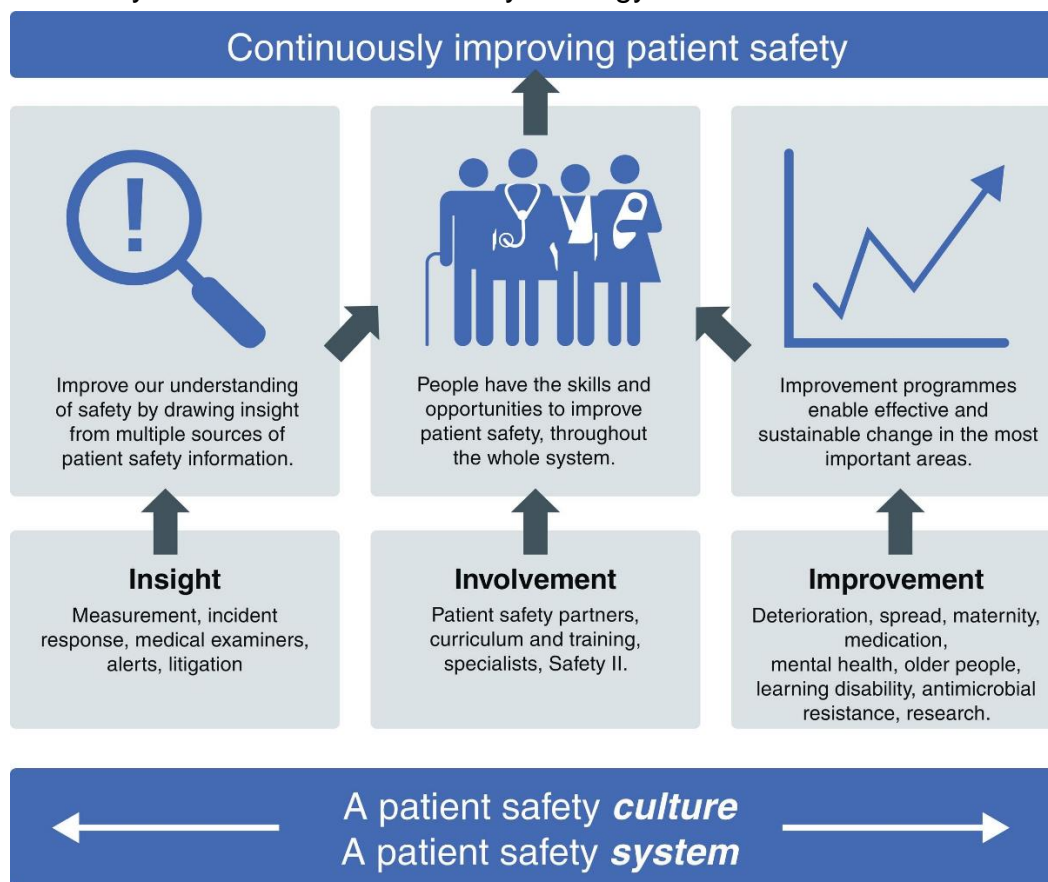 Continuously improving patient safety
!
Improve our understanding
of safety by drawing insight
from multiple sources of
patient safety information.
People have the skills and
opportunities to improve
patient safety, throughout
the whole system.
Improvement programmes
enable effective and
sustainable change in the most
important areas.
Insight
Measurement, incident
response, medical examiners,
alerts, litigation
Involvement
Patient safety partners,
curriculum and training,
specialists, Safety II.
Improvement
Deterioration, spread, maternity,
medication,
mental health, older people,
learning disability, antimicrobial
resistance, research.
A patient safety culture
A patient safety system